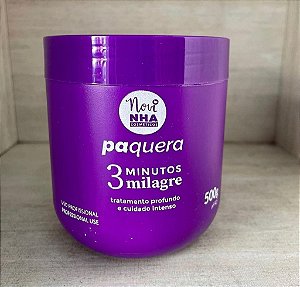 Novi
NHA
COSMÉTICOS
paquera
3 MINUTOS
milagre
tratamento profundo
e cuidado intenso
USO PROFISSIONAL
PROFESSIONAL USE
500g